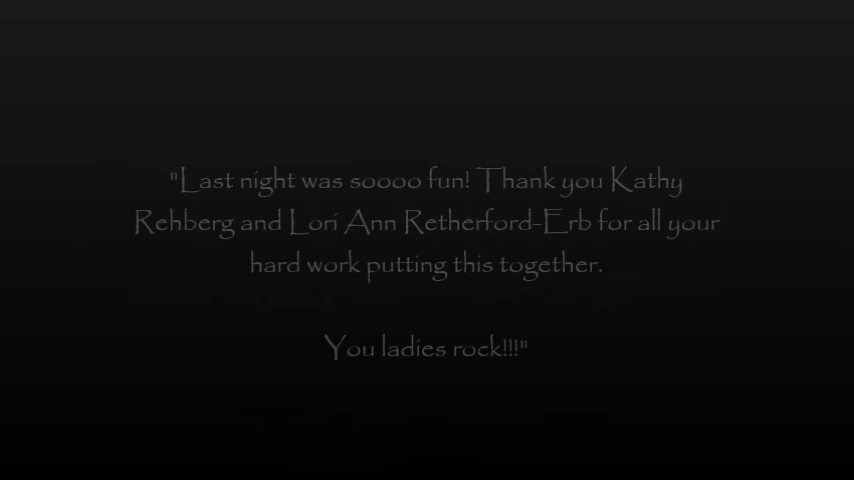 "Last night was soooo fun! Thank you Kathy
Rehberg and Lori Ann Retherford-Erb for all your
hard work putting this together.
You ladies rock!!!"